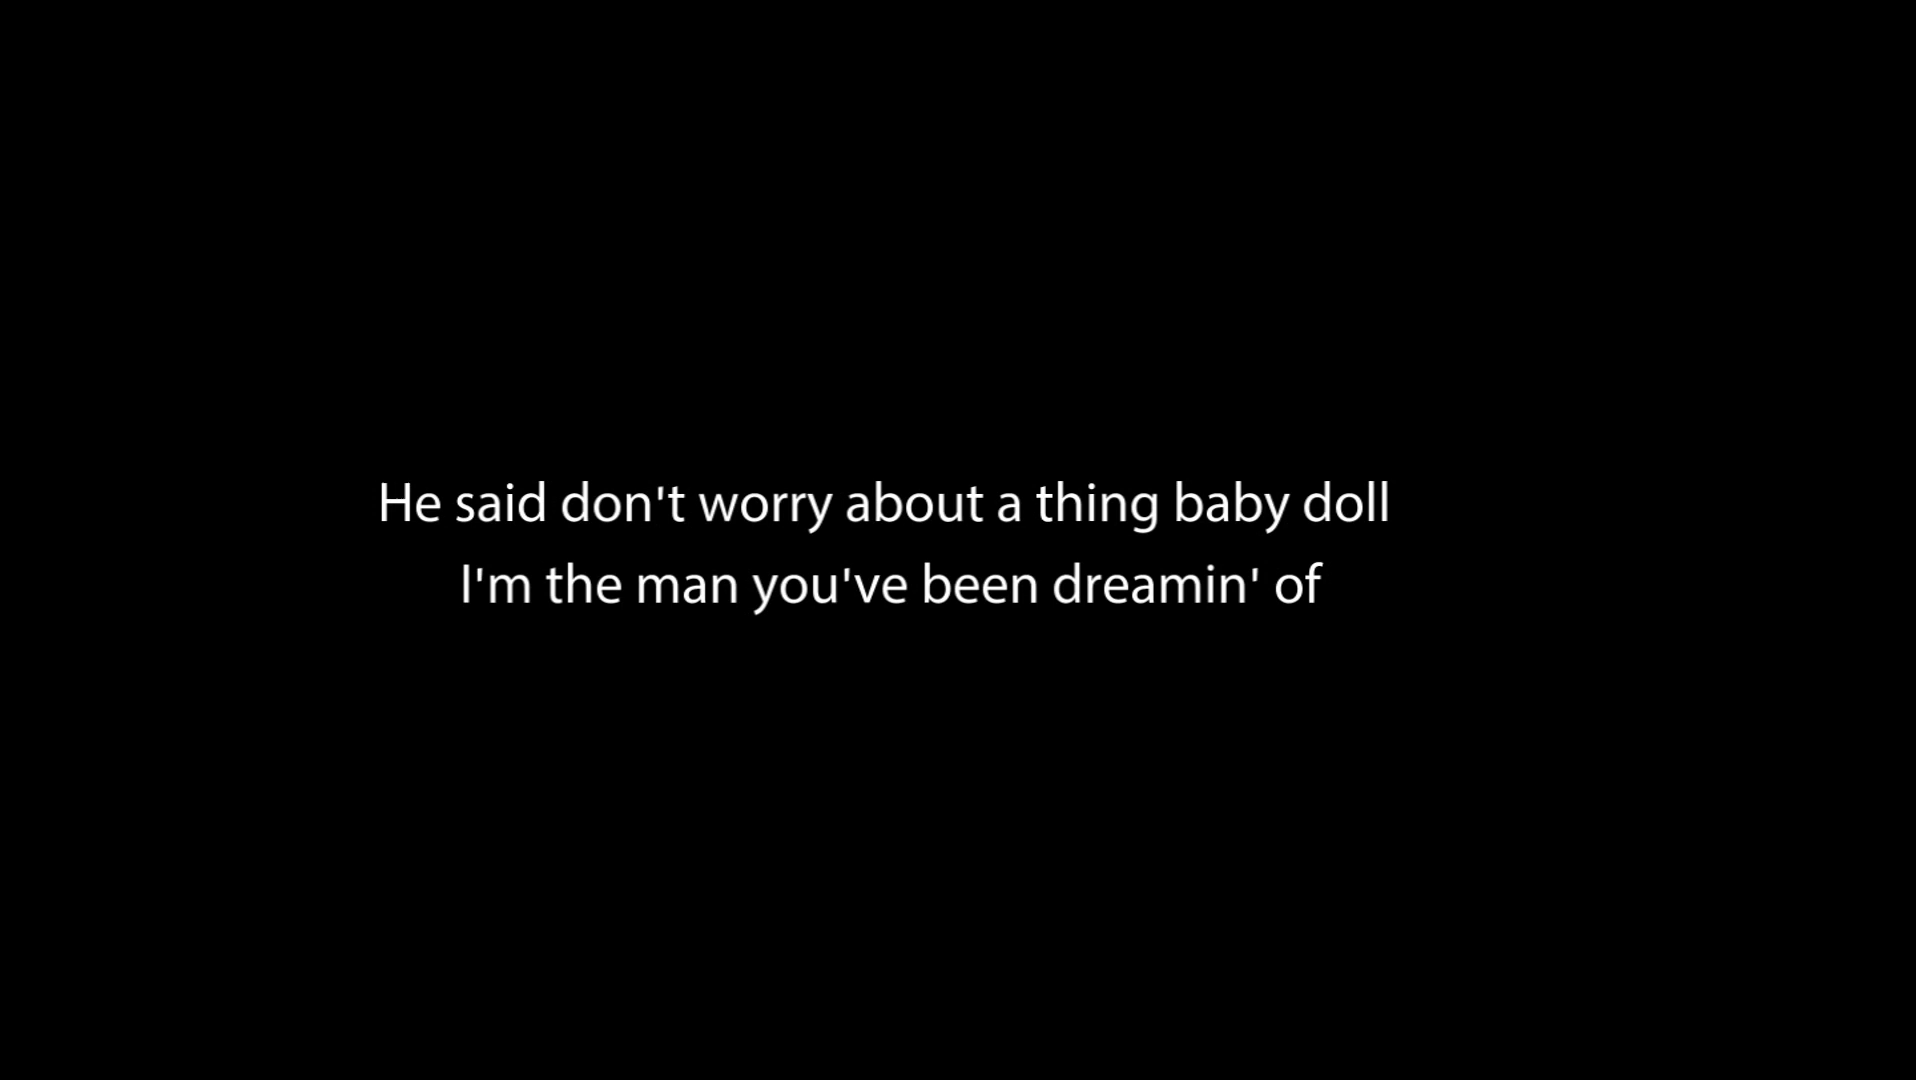 He said don't worry about a thing baby doll
I'm the man you've been dreamin' of